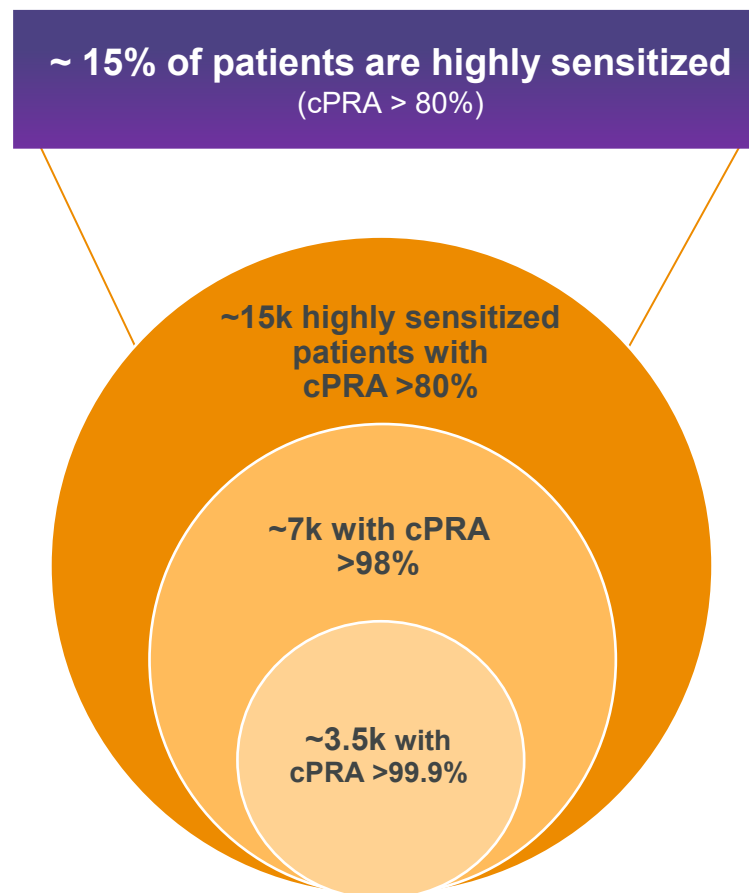 ~ 15% of patients are highly sensitized
(cPRA > 80%)
~15k highly sensitized
patients with
cPRA >80%
~7k with cPRA
>98%
~3.5k with
cPRA >99.9%